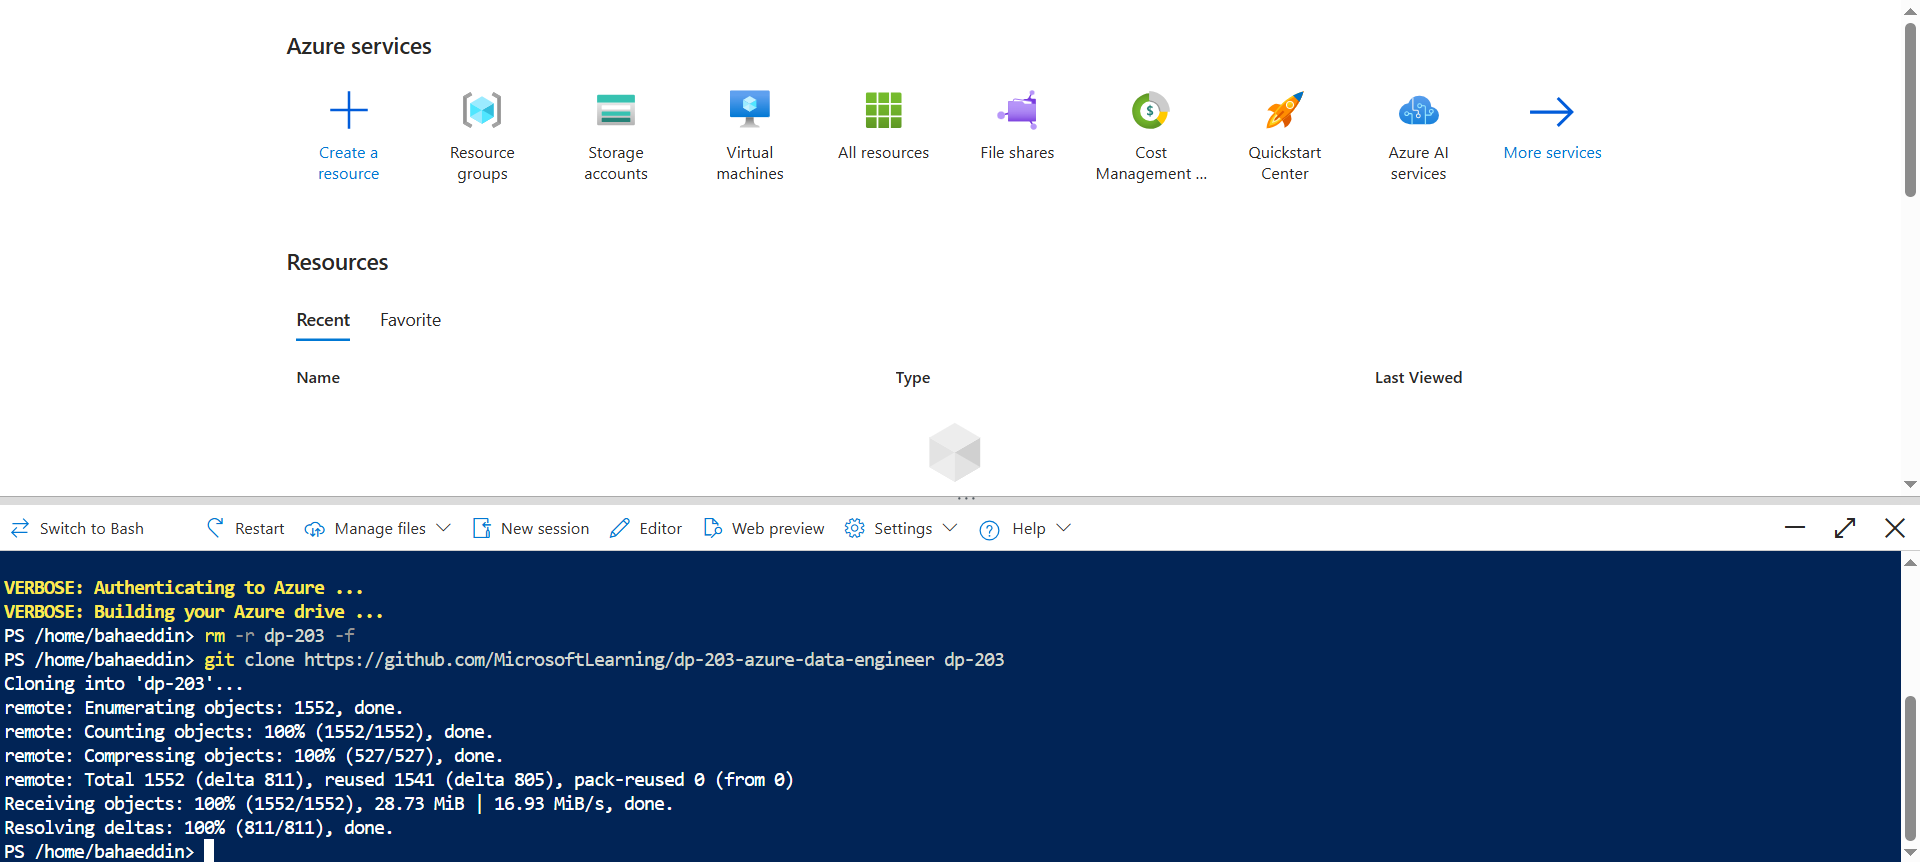 Azure services
Create a resource
Resource groups
Storage accounts
Virtual machines
All resources
File shares
Cost Management ...
Quickstart Center
Azure AI services
More services
Resources
Recent Favorite
Name Type Last Viewed
Switch to Bash Restart Manage files New session Editor Web preview Settings Help
VERBOSE: Authenticating to Azure ...
VERBOSE: Building your Azure drive ...
PS /home/bahaeddin> rm -r dp-203 -f
PS /home/bahaeddin> git clone https://github.com/MicrosoftLearning/dp-203-azure-data-engineer dp-203
Cloning into 'dp-203'...
remote: Enumerating objects: 1552, done.
remote: Counting objects: 100% (1552/1552), done.
remote: Compressing objects: 100% (527/527), done.
remote: Total 1552 (delta 811), reused 1541 (delta 805), pack-reused 0 (from 0)
Receiving objects: 100% (1552/1552), 28.73 MiB | 16.93 MiB/s, done.
Resolving deltas: 100% (811/811), done.
PS /home/bahaeddin>